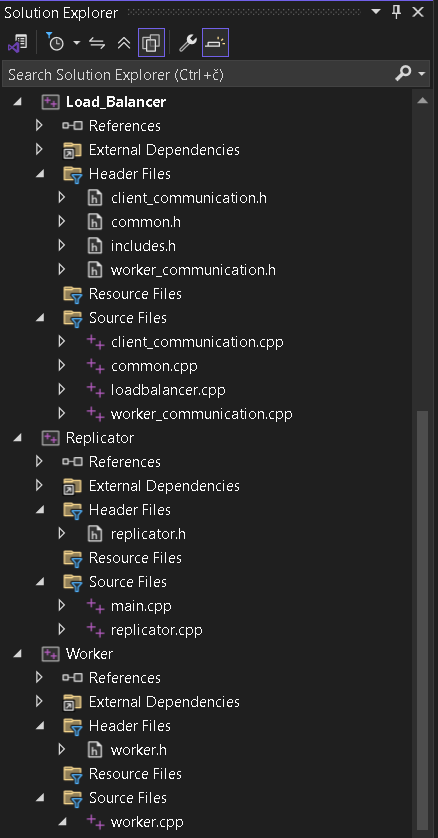 Solution Explorer
Search Solution Explorer (Ctrl+č)
Load_Balancer
References
External Dependencies
Header Files
client_communication.h
common.h
includes.h
worker_communication.h
Resource Files
Source Files
client_communication.cpp
common.cpp
loadbalancer.cpp
worker_communication.cpp
Replicator
References
External Dependencies
Header Files
replicator.h
Resource Files
Source Files
main.cpp
replicator.cpp
Worker
References
External Dependencies
Header Files
worker.h
Resource Files
Source Files
worker.cpp